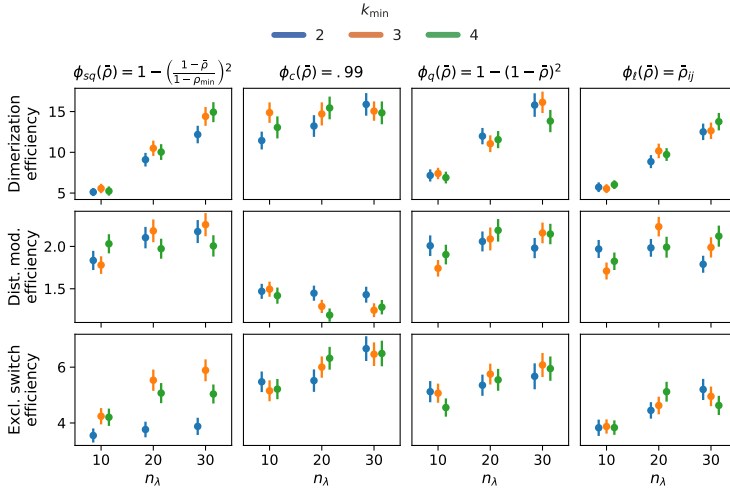 k_min
2 3 4
ϕ_sq(ρ̄) = 1 − ((1 − ρ̄)/(1 − ρ_min))^2
ϕ_c(ρ̄) = .99
ϕ_q(ρ̄) = 1 − (1 − ρ̄)^2
ϕ_ℓ(ρ̄) = ρ̄_ij
Dimerization
efficiency
15
10
5
Dist. mod.
efficiency
2.0
1.5
Excl. switch
efficiency
6
4
10 20 30
10 20 30
10 20 30
10 20 30
n_λ
n_λ
n_λ
n_λ